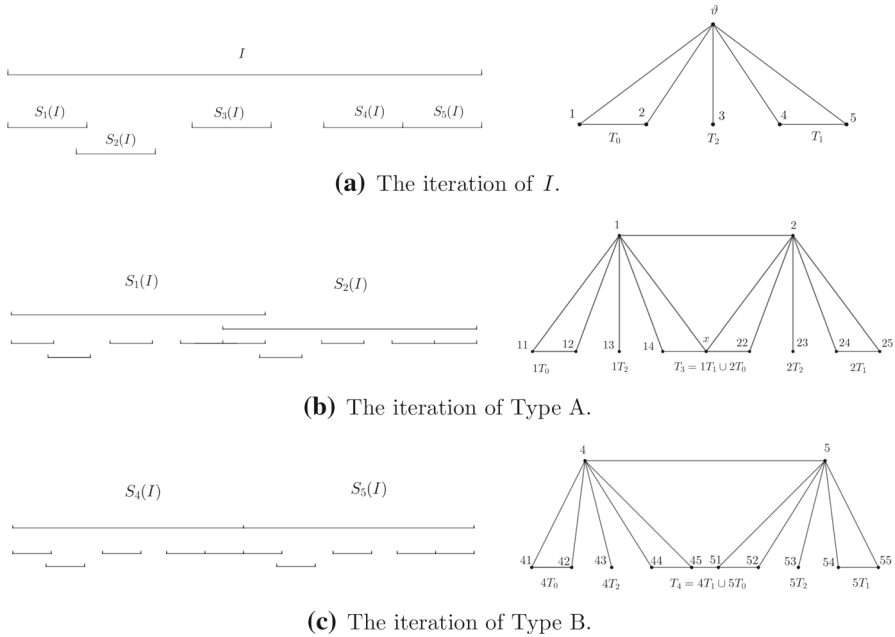 I
S₁(I) S₃(I) S₄(I) S₅(I)
S₂(I)
ϑ
1 2 3 4 5
T₀ T₂ T₁
(a) The iteration of I.
S₁(I) S₂(I)
1 2
11 12 13 14 x 22 23 24 25
1T₀ 1T₂ T₃ = 1T₁ ∪ 2T₀ 2T₂ 2T₁
(b) The iteration of Type A.
S₄(I) S₅(I)
4 5
41 42 43 44 45 51 52 53 54 55
4T₀ 4T₂ T₄ = 4T₁ ∪ 5T₀ 5T₂ 5T₁
(c) The iteration of Type B.